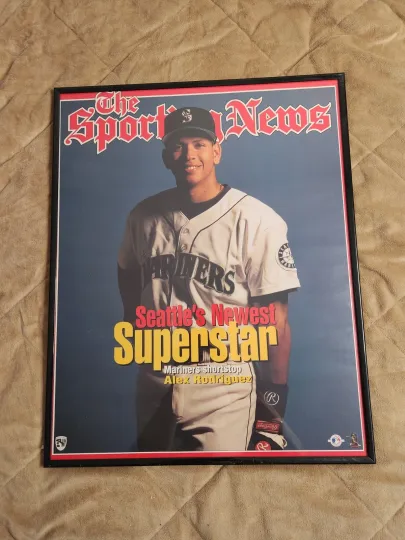 The
Sporting News
MARINERS
Seattle's Newest
Superstar
Mariners shortstop
Alex Rodriguez